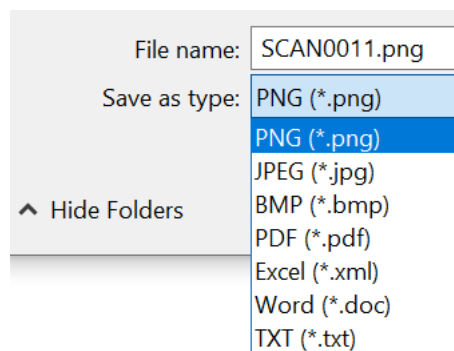 File name: SCAN0011.png
Save as type: PNG (*.png)
PNG (*.png)
JPEG (*.jpg)
BMP (*.bmp)
Hide Folders
PDF (*.pdf)
Excel (*.xml)
Word (*.doc)
TXT (*.txt)